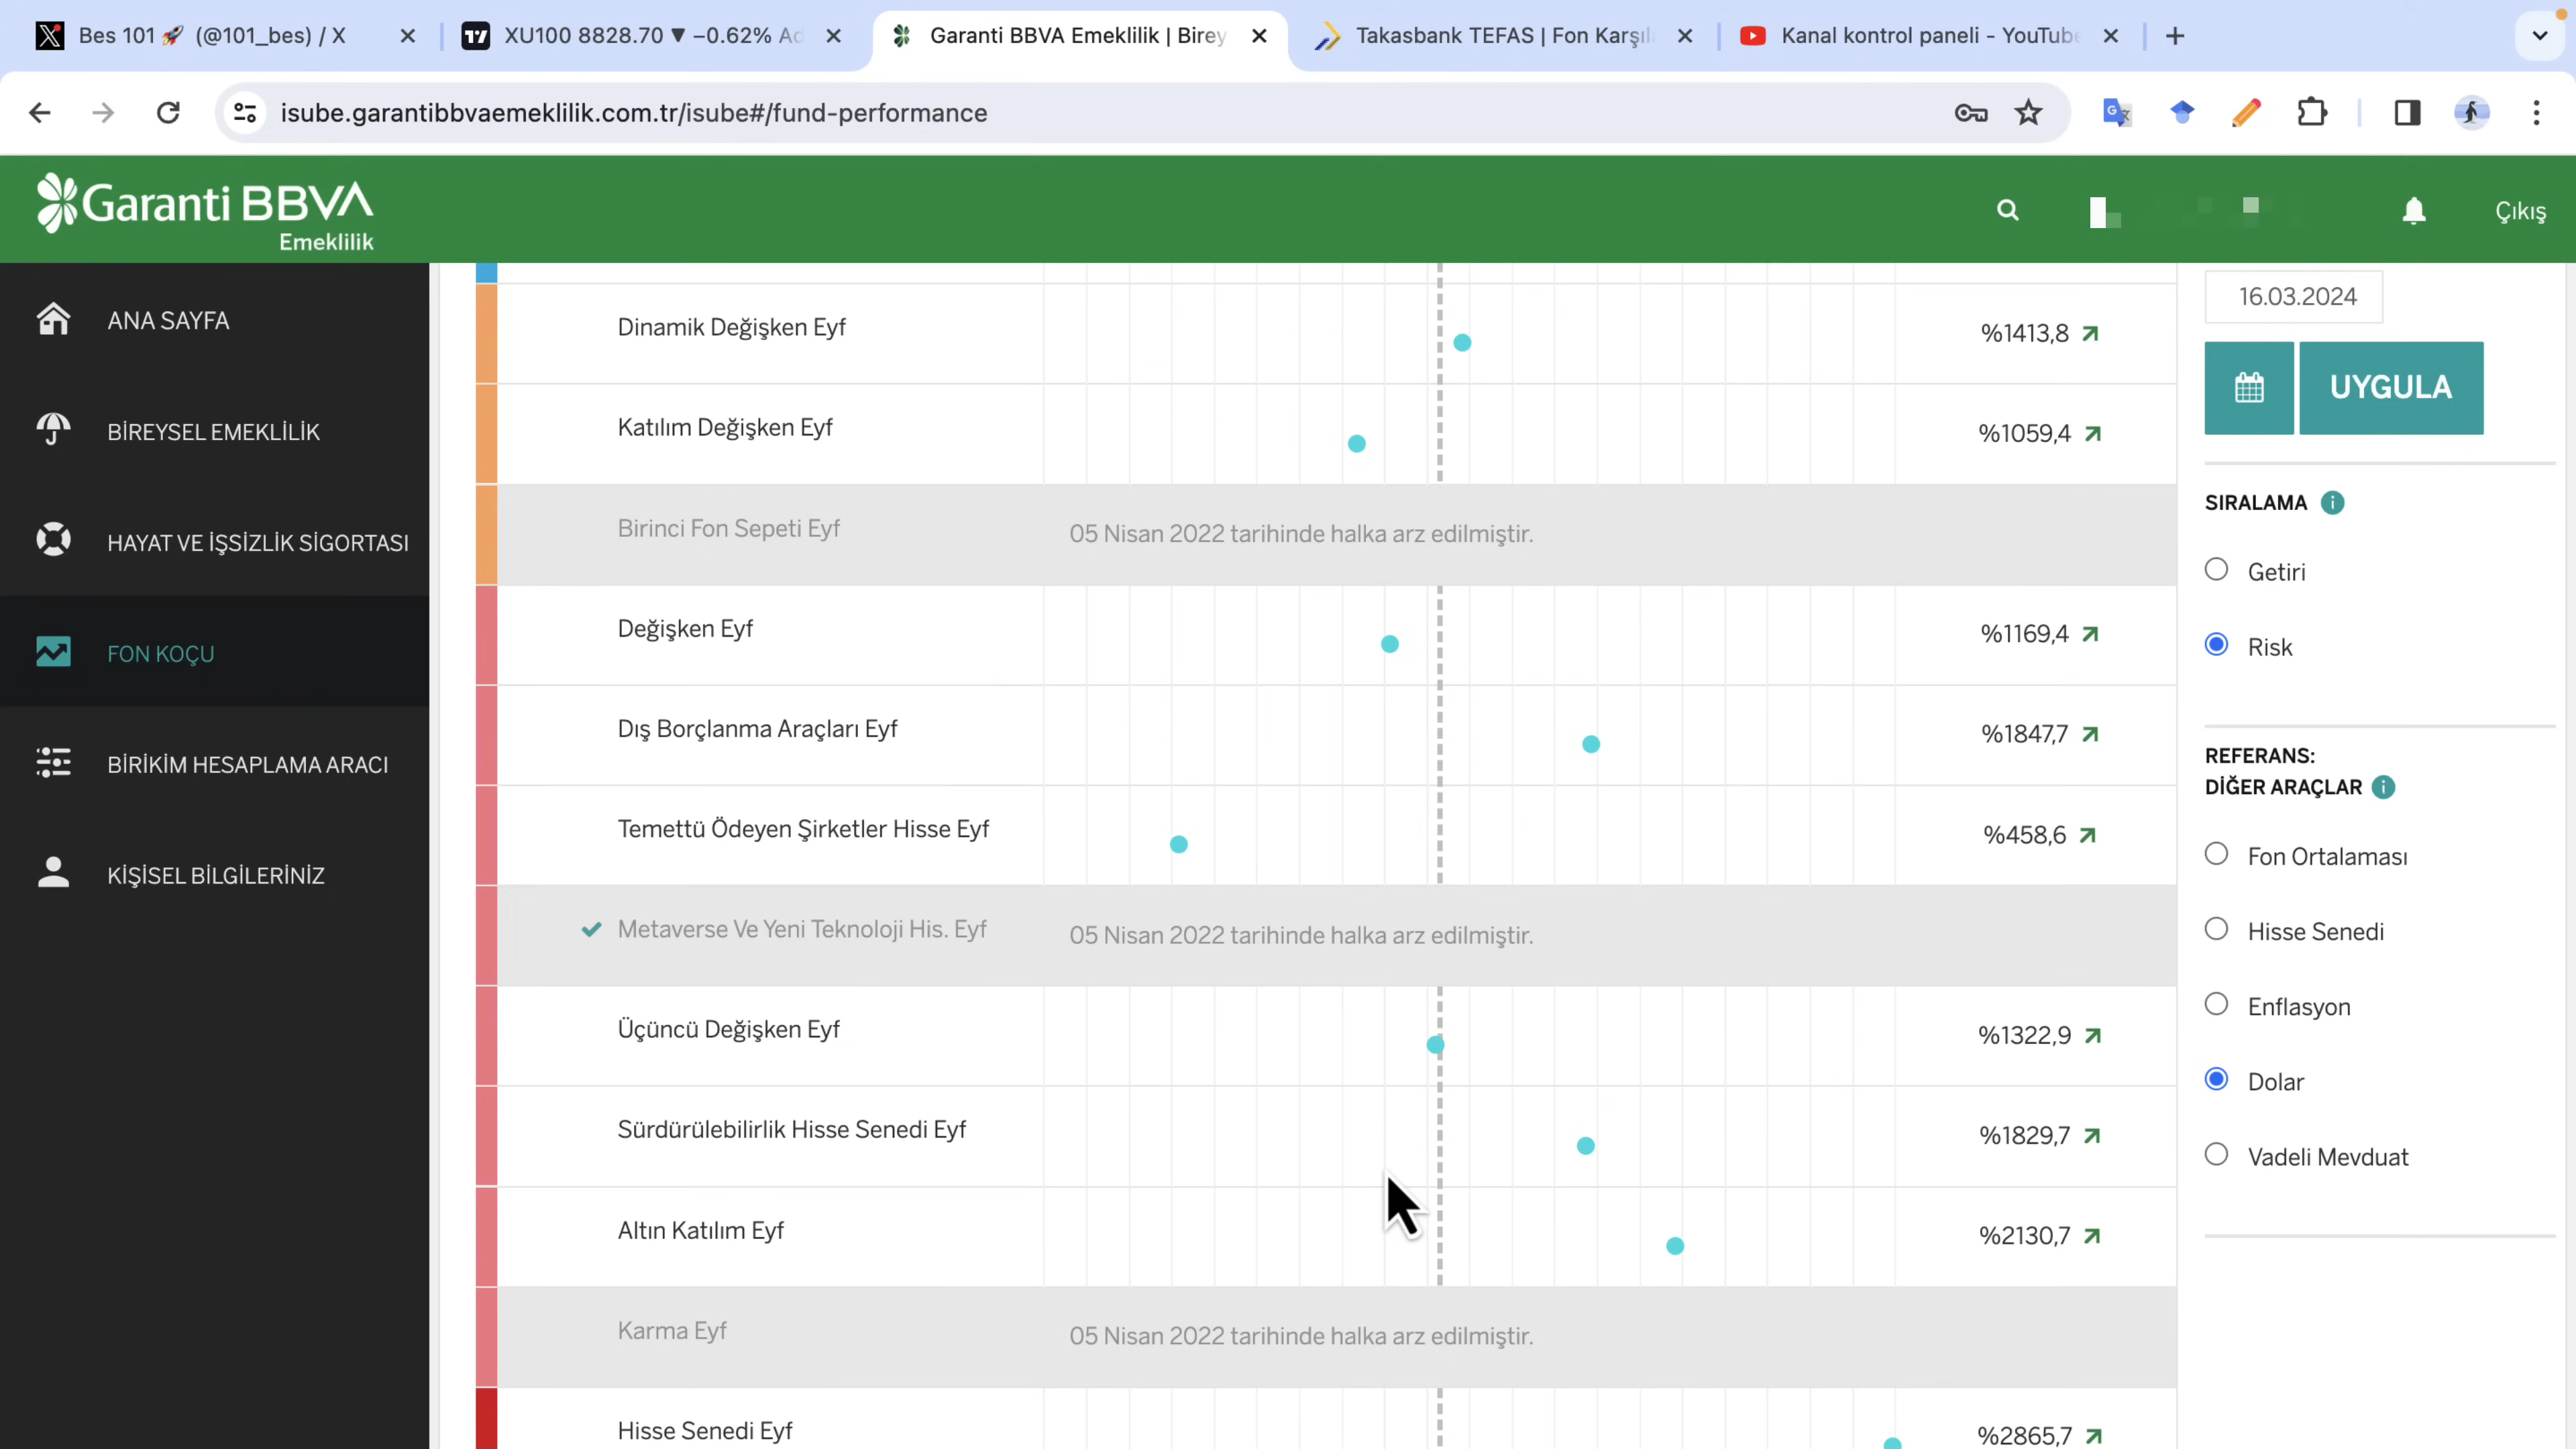 Bes 101 🚀 (@101_bes) / X
XU100 8828.70 ▼ −0.62% Ad
Garanti BBVA Emeklilik | Birey
Takasbank TEFAS | Fon Karşıla
Kanal kontrol paneli - YouTube
isube.garantibbvaemeklilik.com.tr/isube#/fund-performance
Garanti BBVA
Emeklilik
Çıkış
ANA SAYFA
BİREYSEL EMEKLİLİK
HAYAT VE İŞSİZLİK SİGORTASI
FON KOÇU
BİRİKİM HESAPLAMA ARACI
KİŞİSEL BİLGİLERİNİZ
Dinamik Değişken Eyf %1413,8
Katılım Değişken Eyf %1059,4
Birinci Fon Sepeti Eyf 05 Nisan 2022 tarihinde halka arz edilmiştir.
Değişken Eyf %1169,4
Dış Borçlanma Araçları Eyf %1847,7
Temettü Ödeyen Şirketler Hisse Eyf %458,6
Metaverse Ve Yeni Teknoloji His. Eyf 05 Nisan 2022 tarihinde halka arz edilmiştir.
Üçüncü Değişken Eyf %1322,9
Sürdürülebilirlik Hisse Senedi Eyf %1829,7
Altın Katılım Eyf %2130,7
Karma Eyf 05 Nisan 2022 tarihinde halka arz edilmiştir.
Hisse Senedi Eyf %2865,7
16.03.2024
UYGULA
SIRALAMA
Getiri
Risk
REFERANS:
DİĞER ARAÇLAR
Fon Ortalaması
Hisse Senedi
Enflasyon
Dolar
Vadeli Mevduat